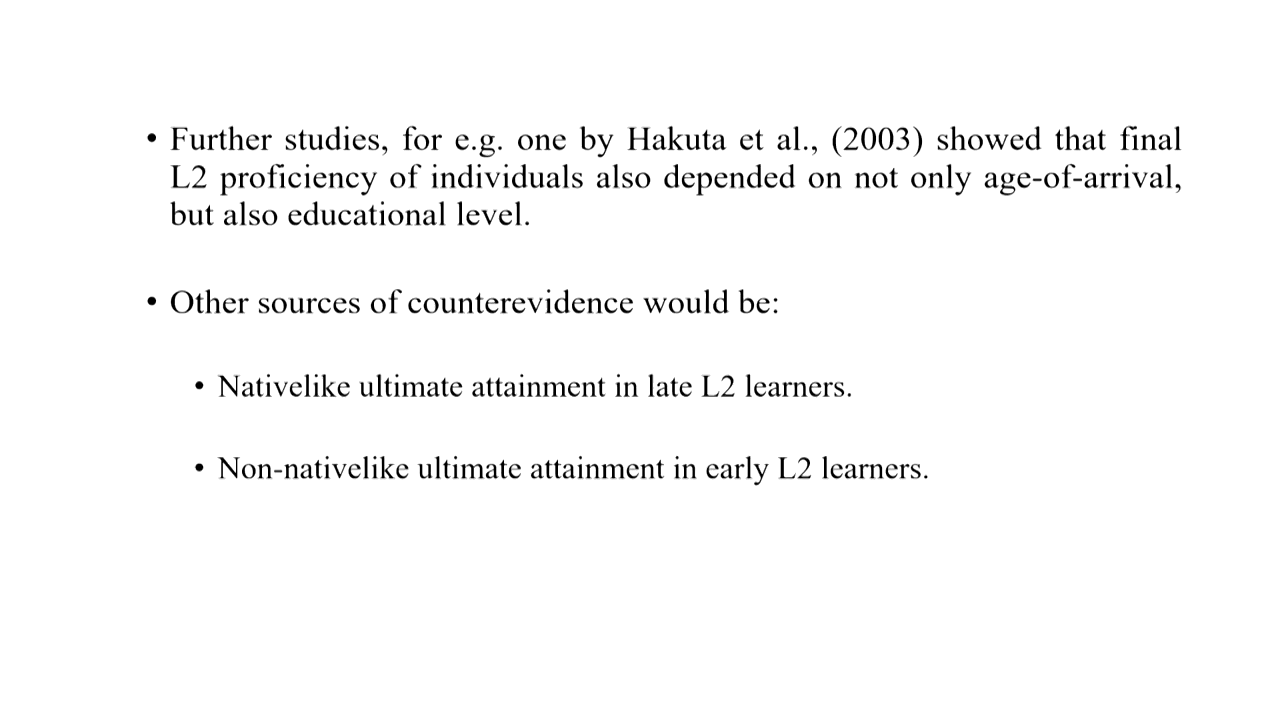 • Further studies, for e.g. one by Hakuta et al., (2003) showed that final
L2 proficiency of individuals also depended on not only age-of-arrival,
but also educational level.
• Other sources of counterevidence would be:
• Nativelike ultimate attainment in late L2 learners.
• Non-nativelike ultimate attainment in early L2 learners.